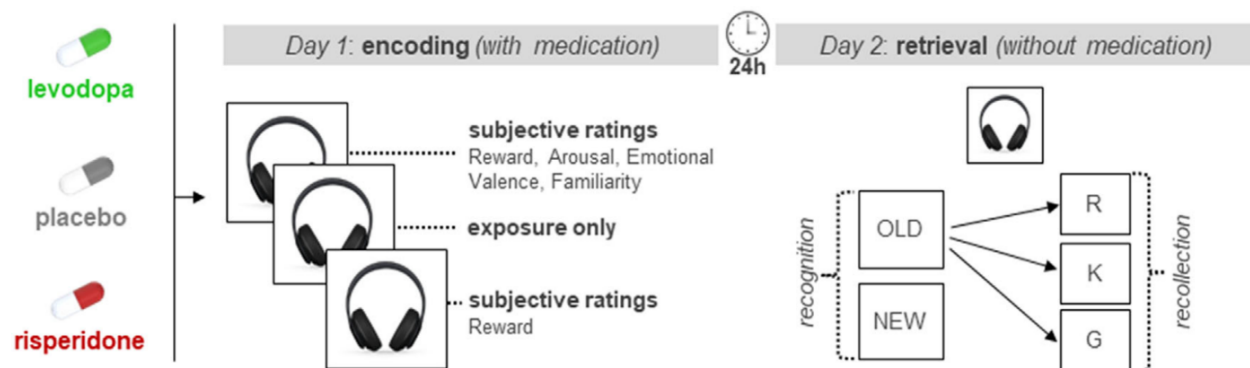 Day 1: encoding (with medication)
24h
Day 2: retrieval (without medication)
levodopa
placebo
risperidone
subjective ratings
Reward, Arousal, Emotional
Valence, Familiarity
exposure only
subjective ratings
Reward
recognition
OLD
NEW
R
K
G
recollection